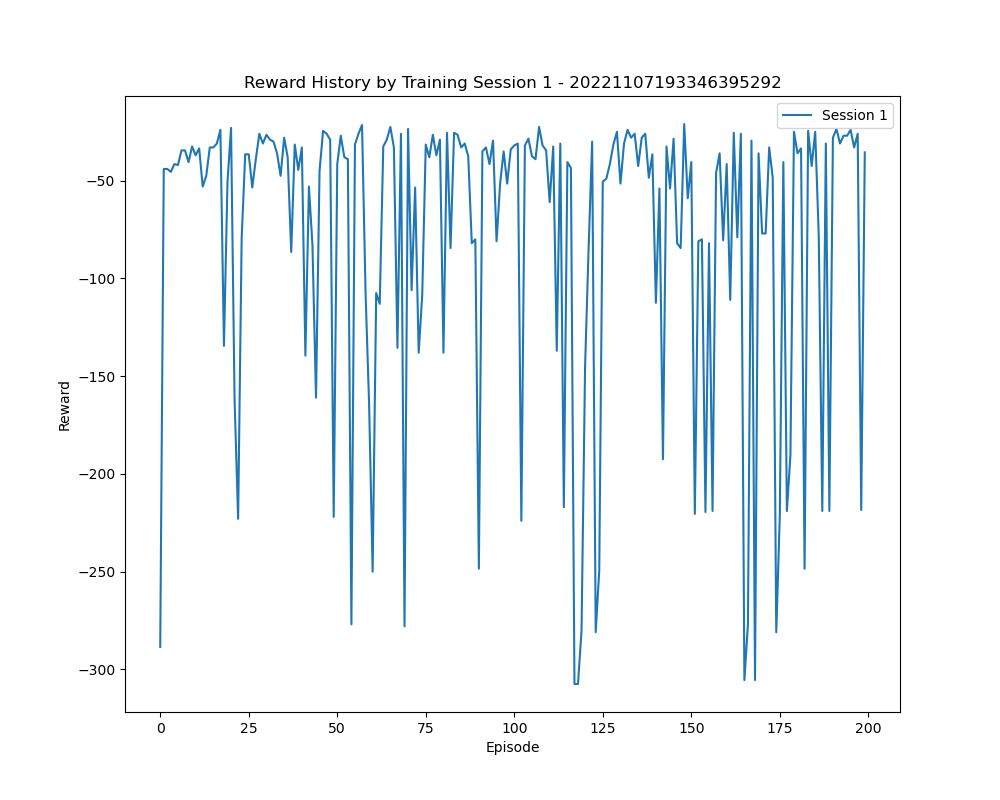 Reward History by Training Session 1 - 20221107193346395292
Session 1
−50
−100
−150
−200
−250
−300
Reward
0 25 50 75 100 125 150 175 200
Episode